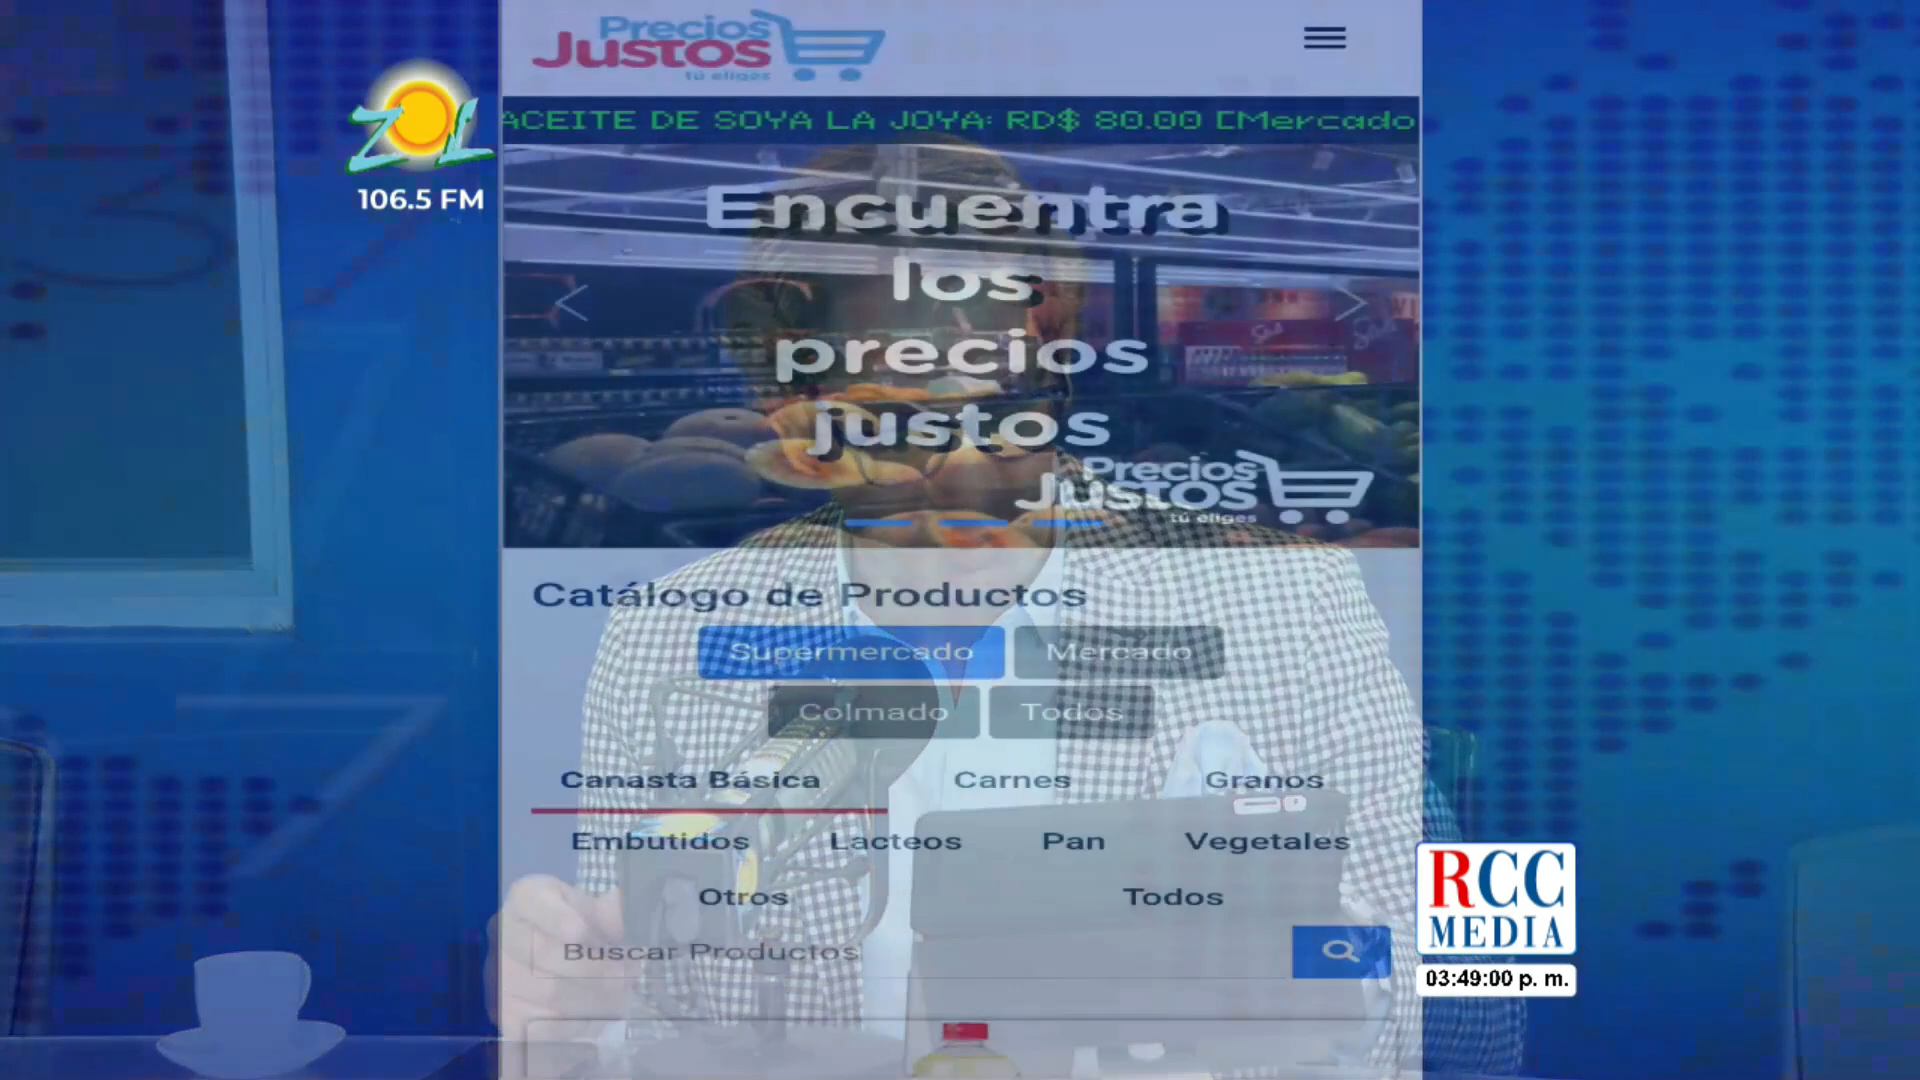 Precios
Justos
tú eliges
ACEITE DE SOYA LA JOYA: RD$ 80.00 [Mercado
ZOL
106.5 FM
Encuentra
los
precios
justos
Precios
Justos
tú eliges
Catálogo de Productos
Supermercado Mercado
Colmado Todos
Canasta Básica Carnes Granos
Embutidos Lacteos Pan Vegetales
Otros Todos
Buscar Productos
RCC
MEDIA
03:49:00 p. m.